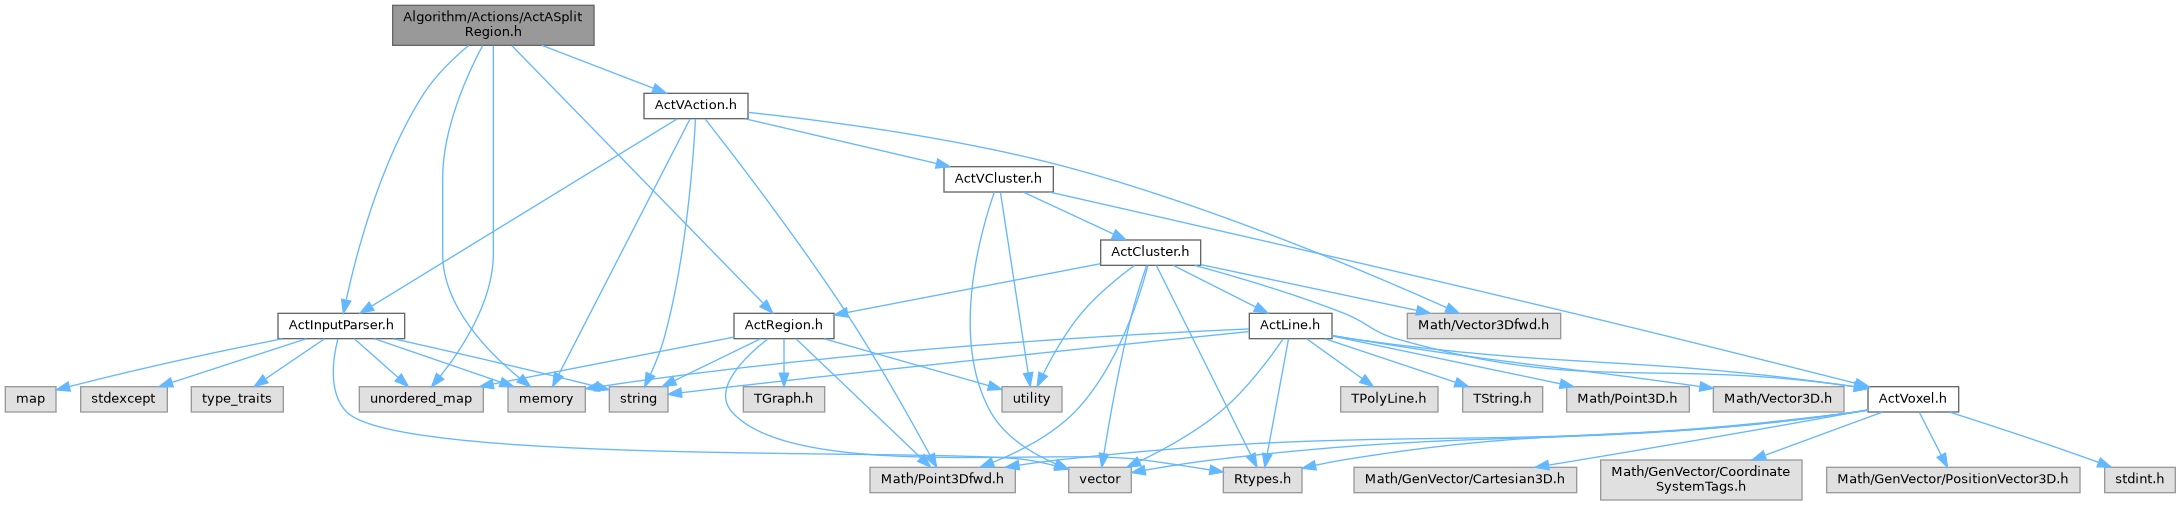 Algorithm/Actions/ActASplit
Region.h
ActVAction.h
ActVCluster.h
ActCluster.h
ActInputParser.h
ActRegion.h
ActLine.h
Math/Vector3Dfwd.h
map
stdexcept
type_traits
unordered_map
memory
string
TGraph.h
utility
TPolyLine.h
TString.h
Math/Point3D.h
Math/Vector3D.h
ActVoxel.h
Math/Point3Dfwd.h
vector
Rtypes.h
Math/GenVector/Cartesian3D.h
Math/GenVector/Coordinate
SystemTags.h
Math/GenVector/PositionVector3D.h
stdint.h